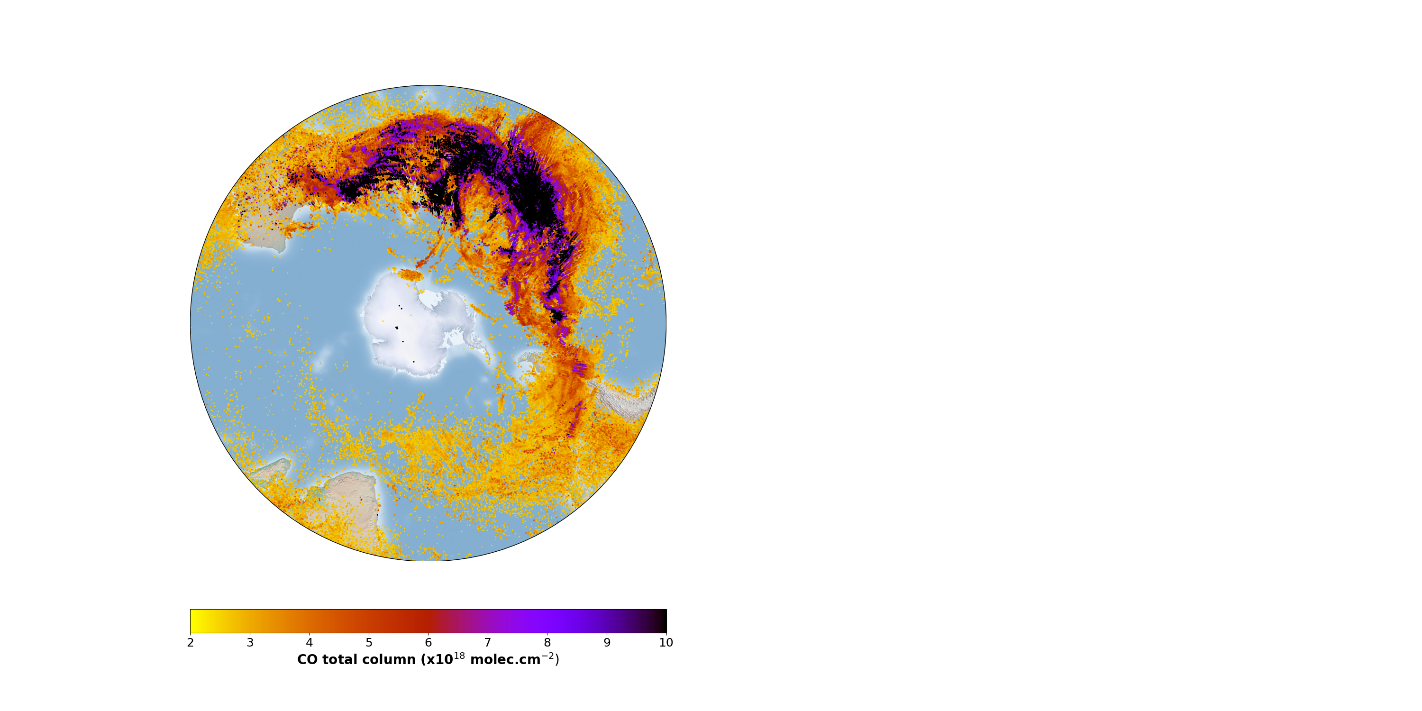 2 3 4 5 6 7 8 9 10
CO total column (x10¹⁸ molec.cm⁻²)